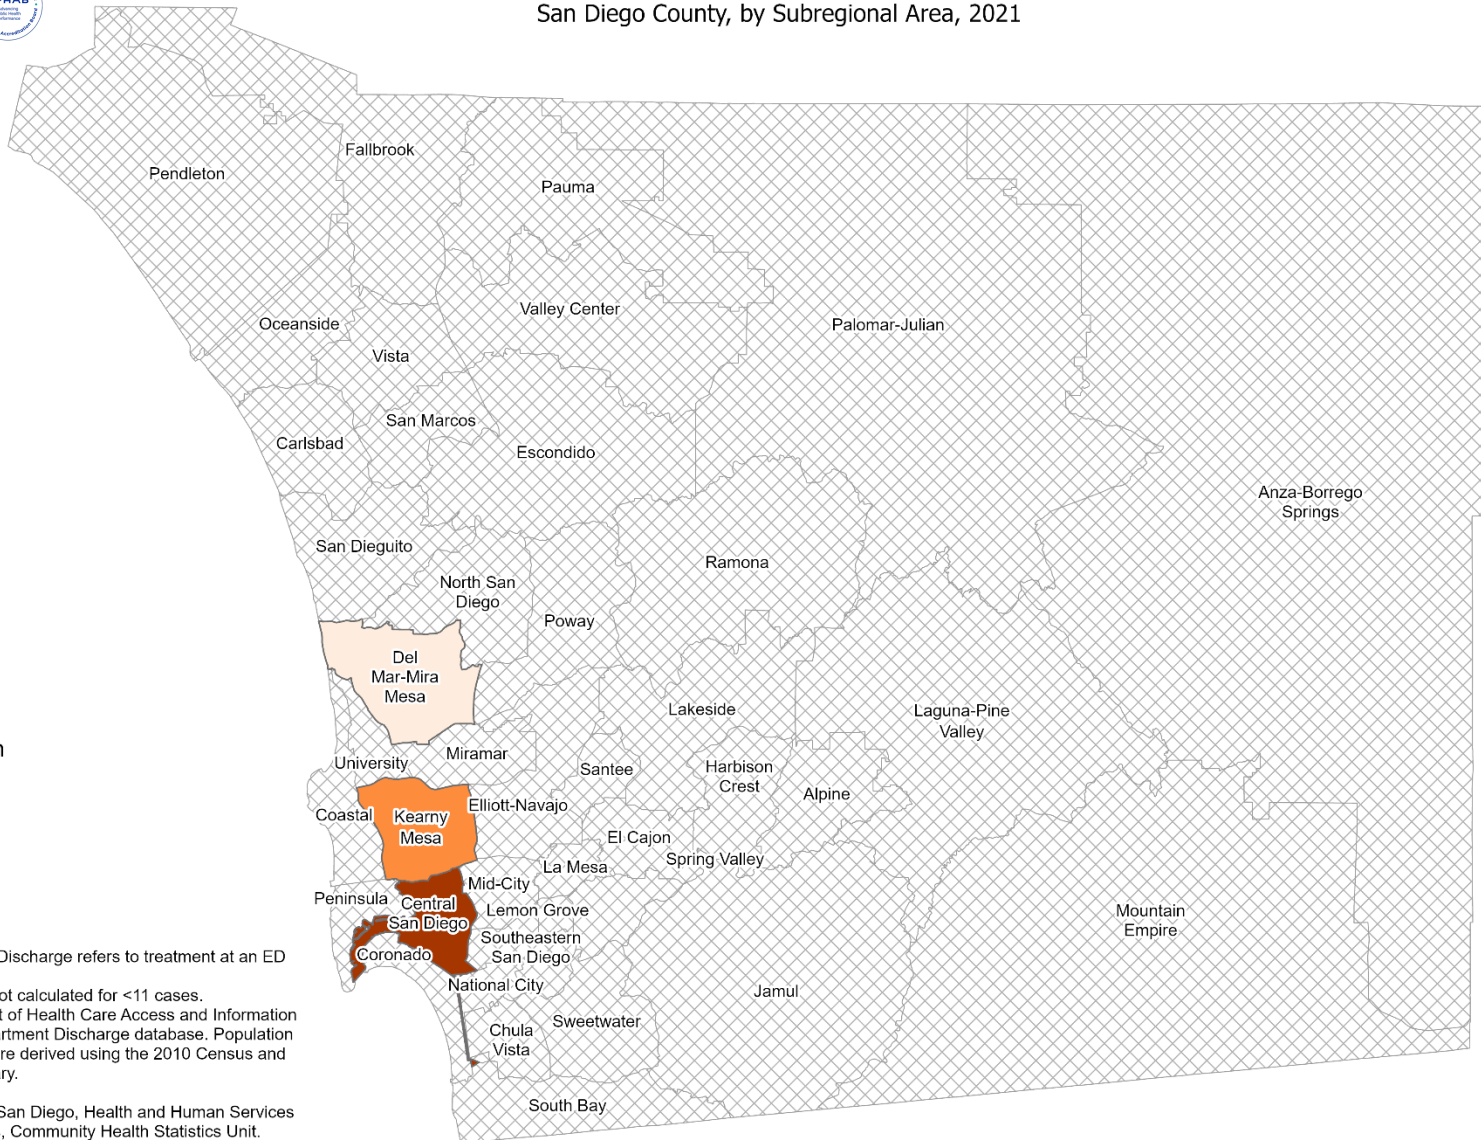 San Diego County, by Subregional Area, 2021
Pendleton
Fallbrook
Pauma
Oceanside
Valley Center
Palomar-Julian
Vista
San Marcos
Carlsbad
Escondido
Anza-Borrego
Springs
San Dieguito
Ramona
North San
Diego
Poway
Del
Mar-Mira
Mesa
Lakeside
Laguna-Pine
Valley
Miramar
University
Santee
Harbison
Crest
Alpine
Coastal
Kearny
Mesa
Elliott-Navajo
El Cajon
La Mesa
Spring Valley
Mid-City
Peninsula
Central
San Diego
Lemon Grove
Mountain
Empire
Southeastern
San Diego
Coronado
National City
Jamul
Sweetwater
Chula
Vista
South Bay
Discharge refers to treatment at an ED
ot calculated for <11 cases.
t of Health Care Access and Information
artment Discharge database. Population
re derived using the 2010 Census and
ry.
San Diego, Health and Human Services
, Community Health Statistics Unit.